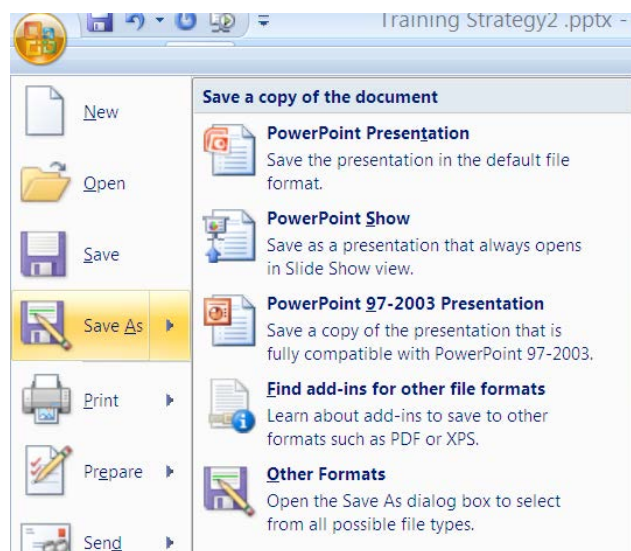 Training Strategy2 .pptx -
New
Open
Save
Save As
Print
Prepare
Send
Save a copy of the document
PowerPoint Presentation
Save the presentation in the default file
format.
PowerPoint Show
Save as a presentation that always opens
in Slide Show view.
PowerPoint 97-2003 Presentation
Save a copy of the presentation that is
fully compatible with PowerPoint 97-2003.
Find add-ins for other file formats
Learn about add-ins to save to other
formats such as PDF or XPS.
Other Formats
Open the Save As dialog box to select
from all possible file types.